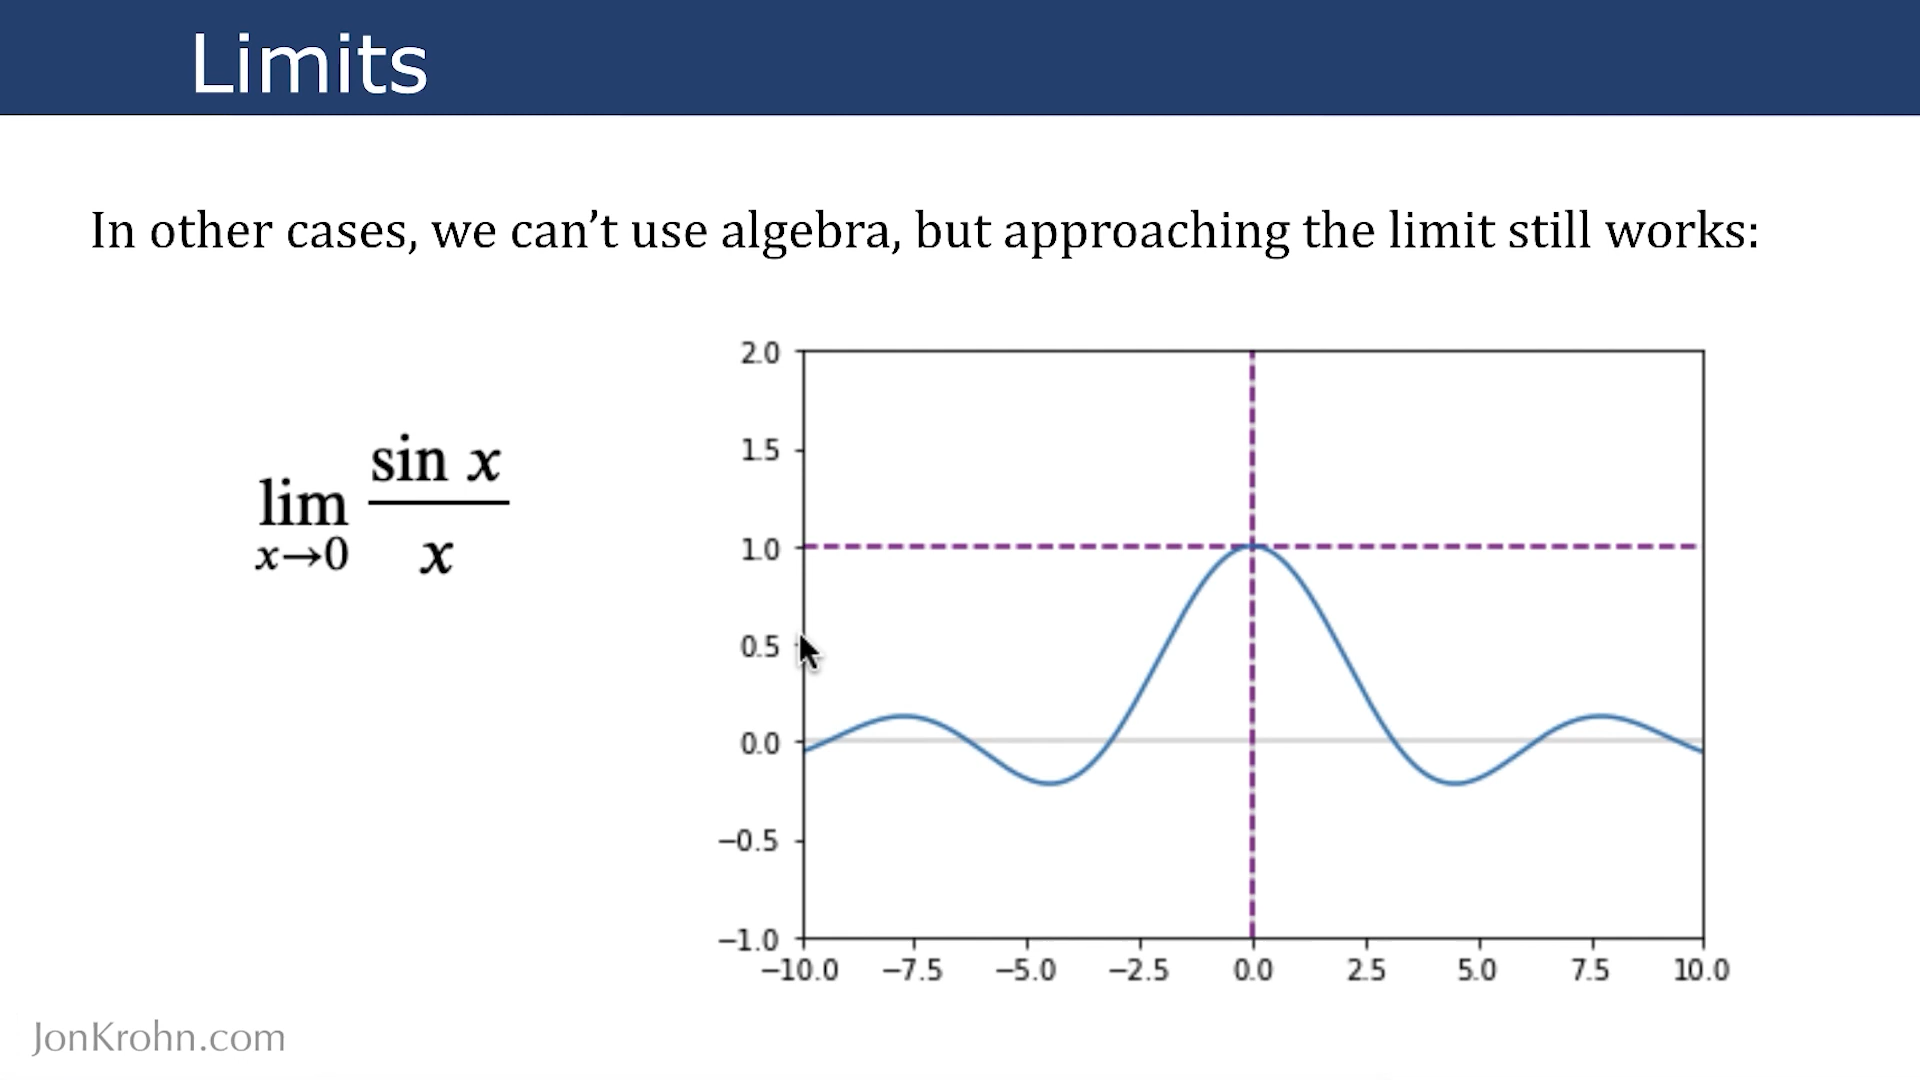 Limits
In other cases, we can’t use algebra, but approaching the limit still works:
lim x→0 sin x / x
2.0
1.5
1.0
0.5
0.0
−0.5
−1.0
−10.0 −7.5 −5.0 −2.5 0.0 2.5 5.0 7.5 10.0
JonKrohn.com